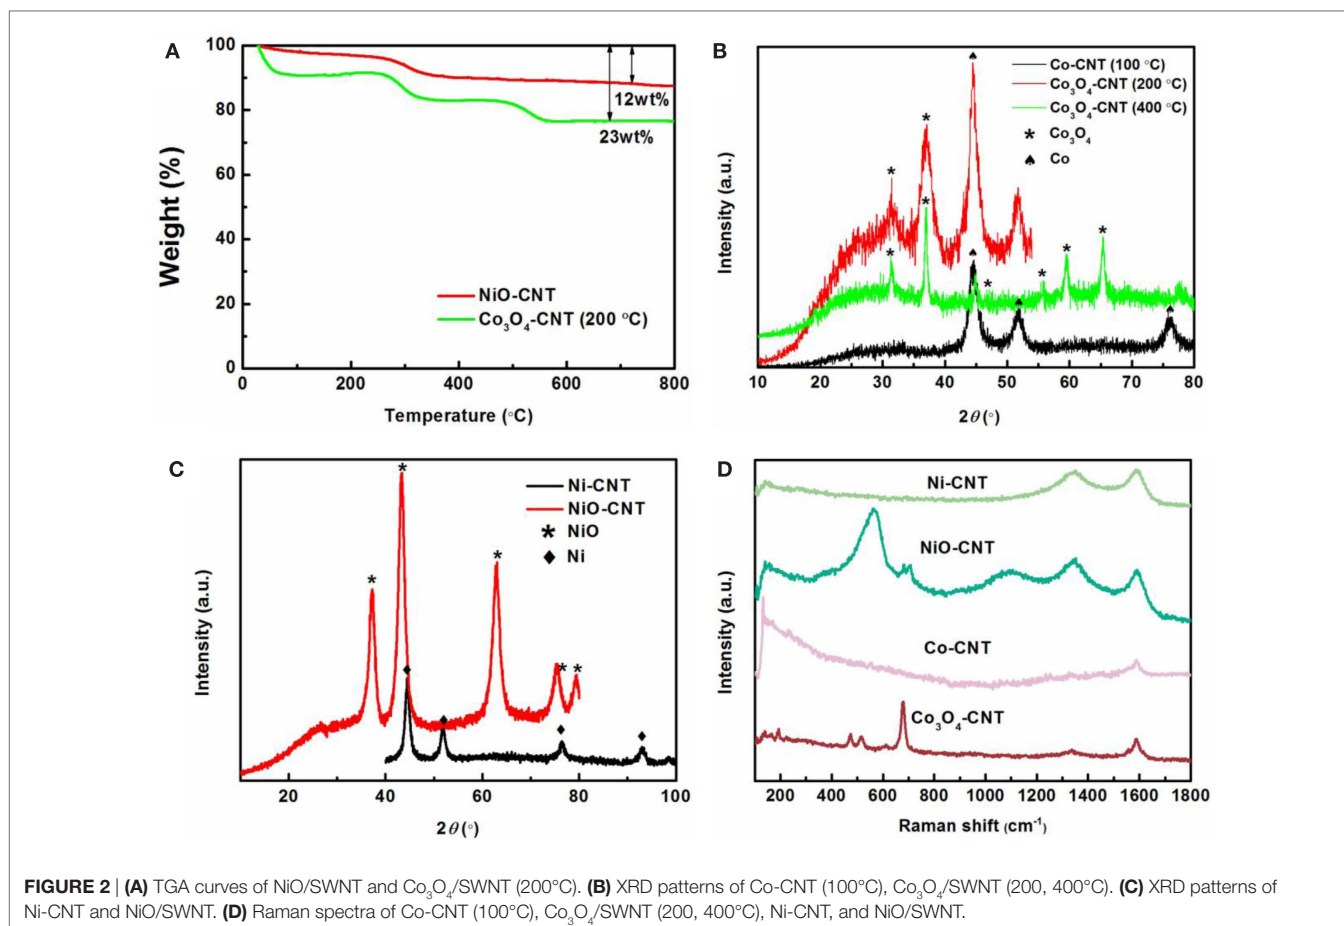 A
100
80
60
40
20
0
Weight (%)
12wt%
23wt%
NiO-CNT
Co₃O₄-CNT (200 °C)
0 200 400 600 800
Temperature (°C)
B
Intensity (a.u.)
Co-CNT (100 °C)
Co₃O₄-CNT (200 °C)
Co₃O₄-CNT (400 °C)
* Co₃O₄
♠ Co
10 20 30 40 50 60 70 80
2θ (°)
C
Intensity (a.u.)
Ni-CNT
NiO-CNT
* NiO
♦ Ni
20 40 60 80 100
2θ (°)
D
Intensity (a.u.)
Ni-CNT
NiO-CNT
Co-CNT
Co₃O₄-CNT
200 400 600 800 1000 1200 1400 1600 1800
Raman shift (cm⁻¹)
FIGURE 2 | (A) TGA curves of NiO/SWNT and Co₃O₄/SWNT (200°C). (B) XRD patterns of Co-CNT (100°C), Co₃O₄/SWNT (200, 400°C). (C) XRD patterns of
Ni-CNT and NiO/SWNT. (D) Raman spectra of Co-CNT (100°C), Co₃O₄/SWNT (200, 400°C), Ni-CNT, and NiO/SWNT.